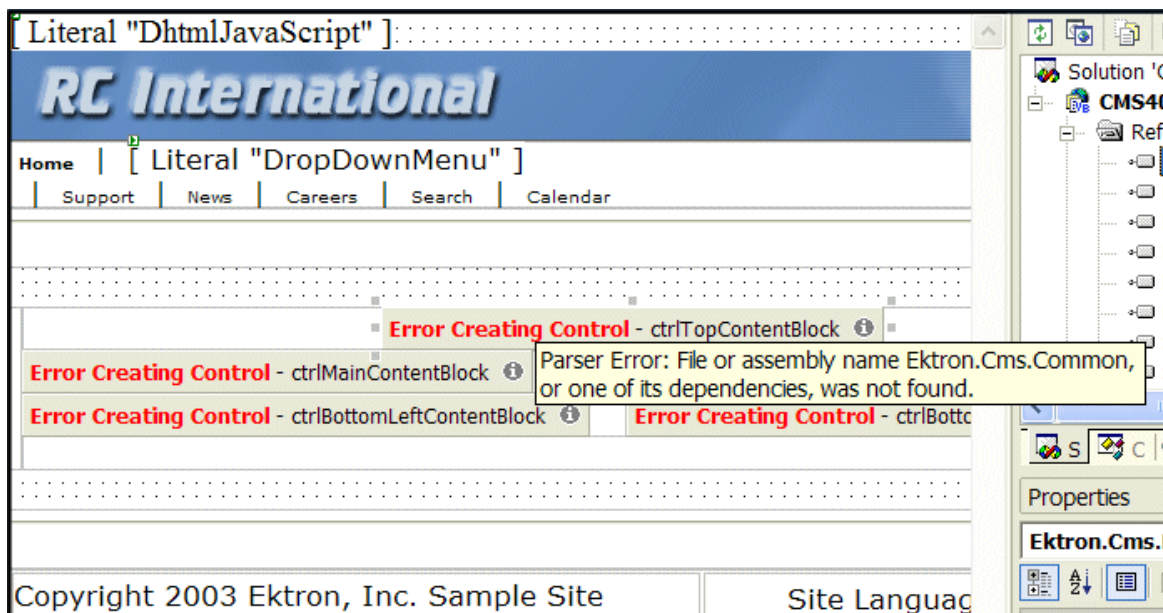 [ Literal "DhtmlJavaScript" ]
Solution '
RC International
CMS40
Ref
Home | [ Literal "DropDownMenu" ]
Support | News | Careers | Search | Calendar
Error Creating Control - ctrlTopContentBlock
Parser Error: File or assembly name Ektron.Cms.Common,
or one of its dependencies, was not found.
Error Creating Control - ctrlMainContentBlock
Error Creating Control - ctrlBottomLeftContentBlock
Error Creating Control - ctrlBotto
S C
Properties
Ektron.Cms.
Copyright 2003 Ektron, Inc. Sample Site
Site Languag